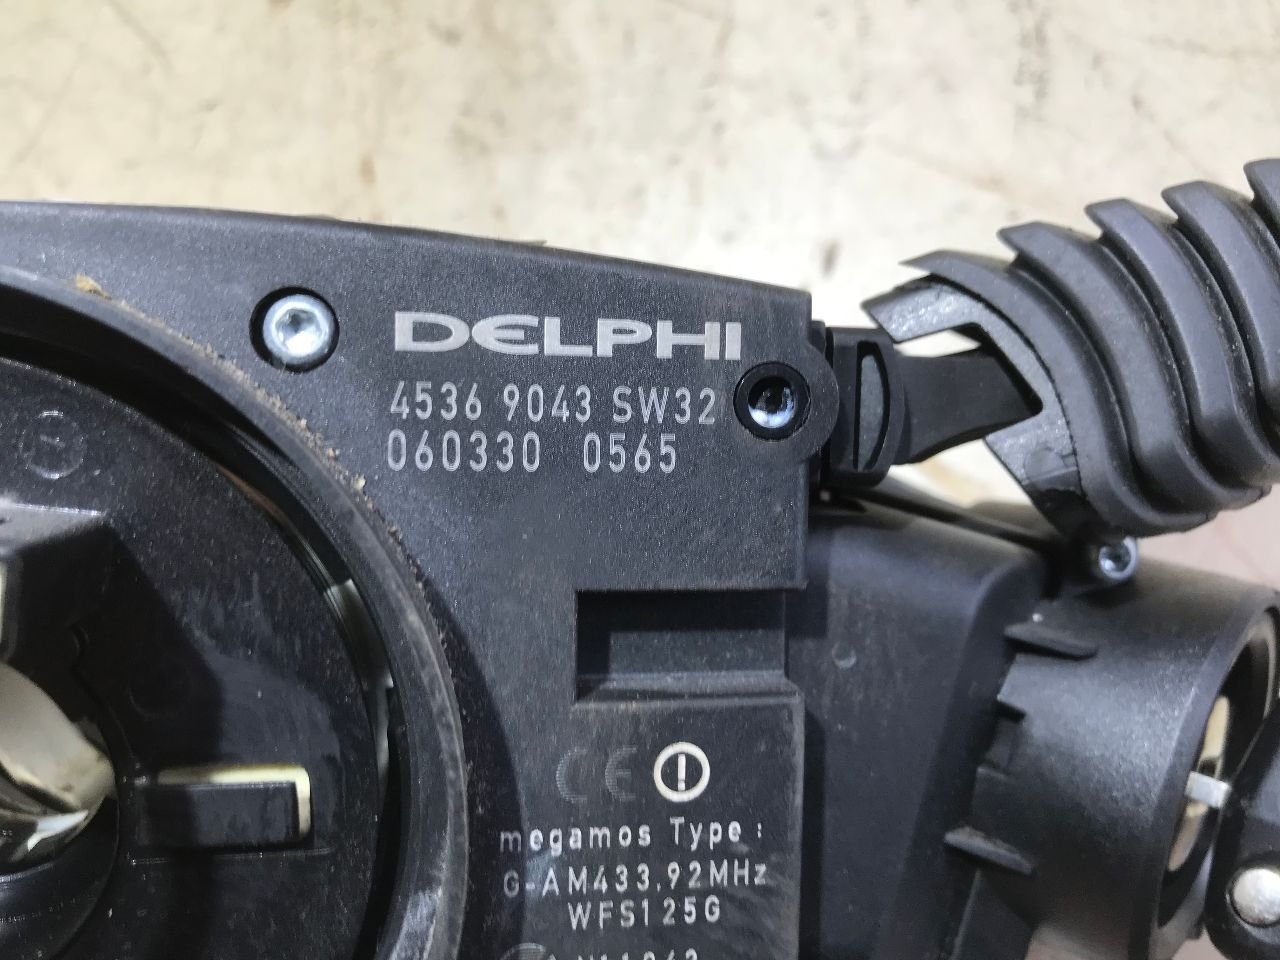 DELPHI
4536 9043 SW32
060330 0565
CE
megamos Type:
G-AM433,92MHz
WFS125G